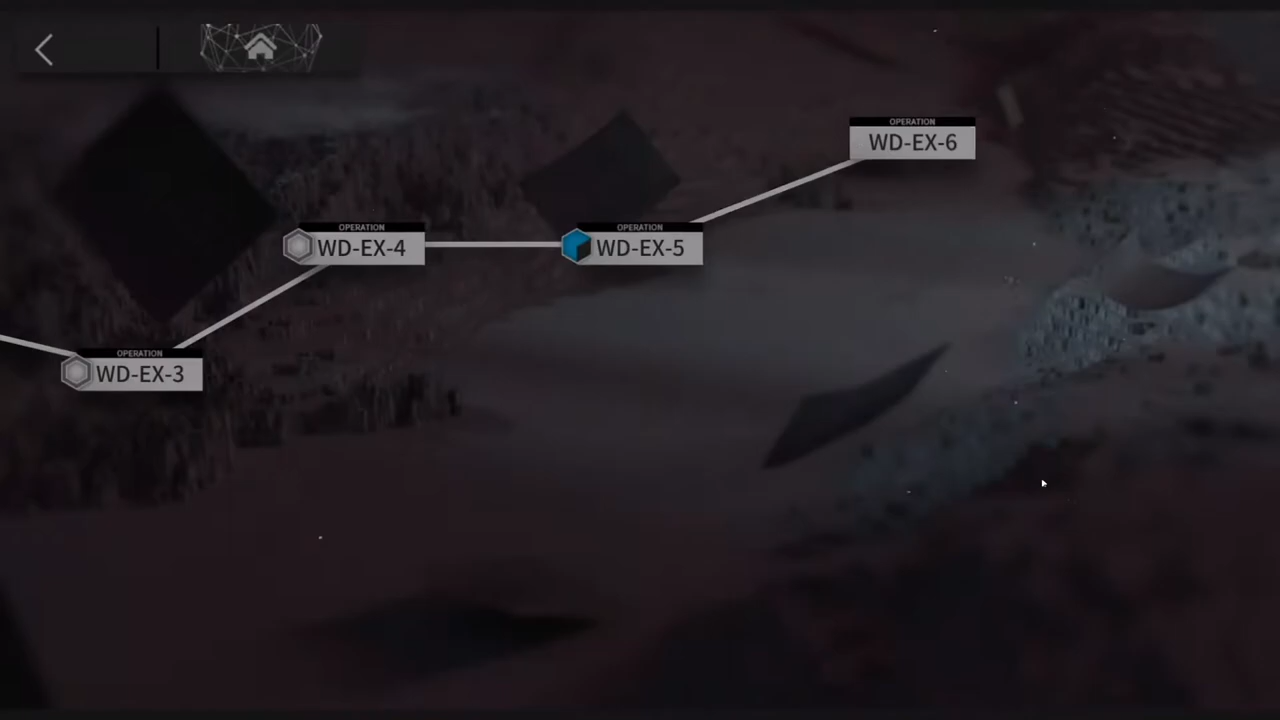 OPERATION
WD-EX-6
OPERATION
WD-EX-4
OPERATION
WD-EX-5
OPERATION
WD-EX-3